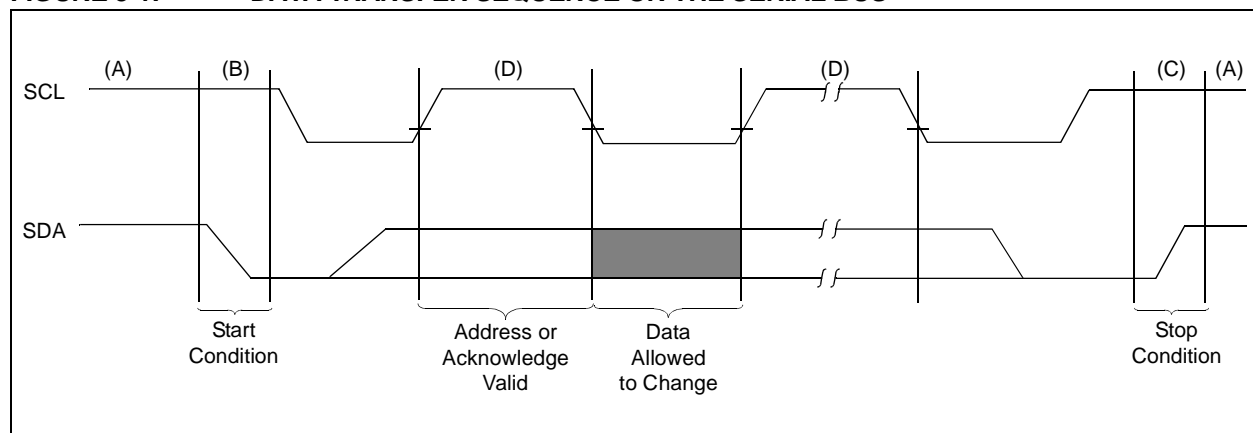 FIGURE DATA TRANSFER SEQUENCE ON THE SERIAL BUS
(A) (B) (D) (D) (C) (A)
SCL
SDA
Start
Condition
Address or
Acknowledge
Valid
Data
Allowed
to Change
Stop
Condition